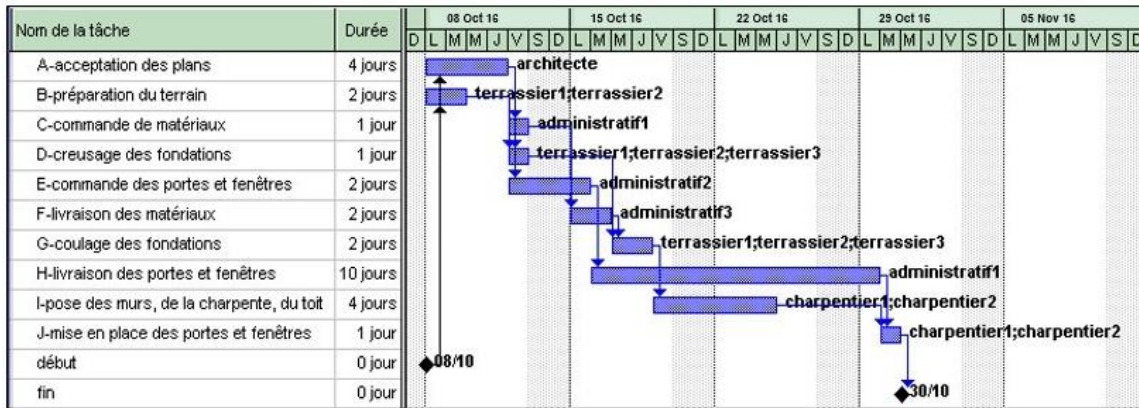 Nom de la tâche Durée 08 Oct 16 15 Oct 16 22 Oct 16 29 Oct 16 05 Nov 16
D L M M J V S D L M M J V S D L M M J V S D L M M J V S D L M M J V S D
A-acceptation des plans 4 jours architecte
B-préparation du terrain 2 jours terrassier1;terrassier2
C-commande de matériaux 1 jour administratif1
D-creusage des fondations 1 jour terrassier1;terrassier2;terrassier3
E-commande des portes et fenêtres 2 jours administratif2
F-livraison des matériaux 2 jours administratif3
G-coulage des fondations 2 jours terrassier1;terrassier2;terrassier3
H-livraison des portes et fenêtres 10 jours administratif1
I-pose des murs, de la charpente, du toit 4 jours charpentier1;charpentier2
J-mise en place des portes et fenêtres 1 jour charpentier1;charpentier2
début 0 jour 08/10
fin 0 jour 30/10